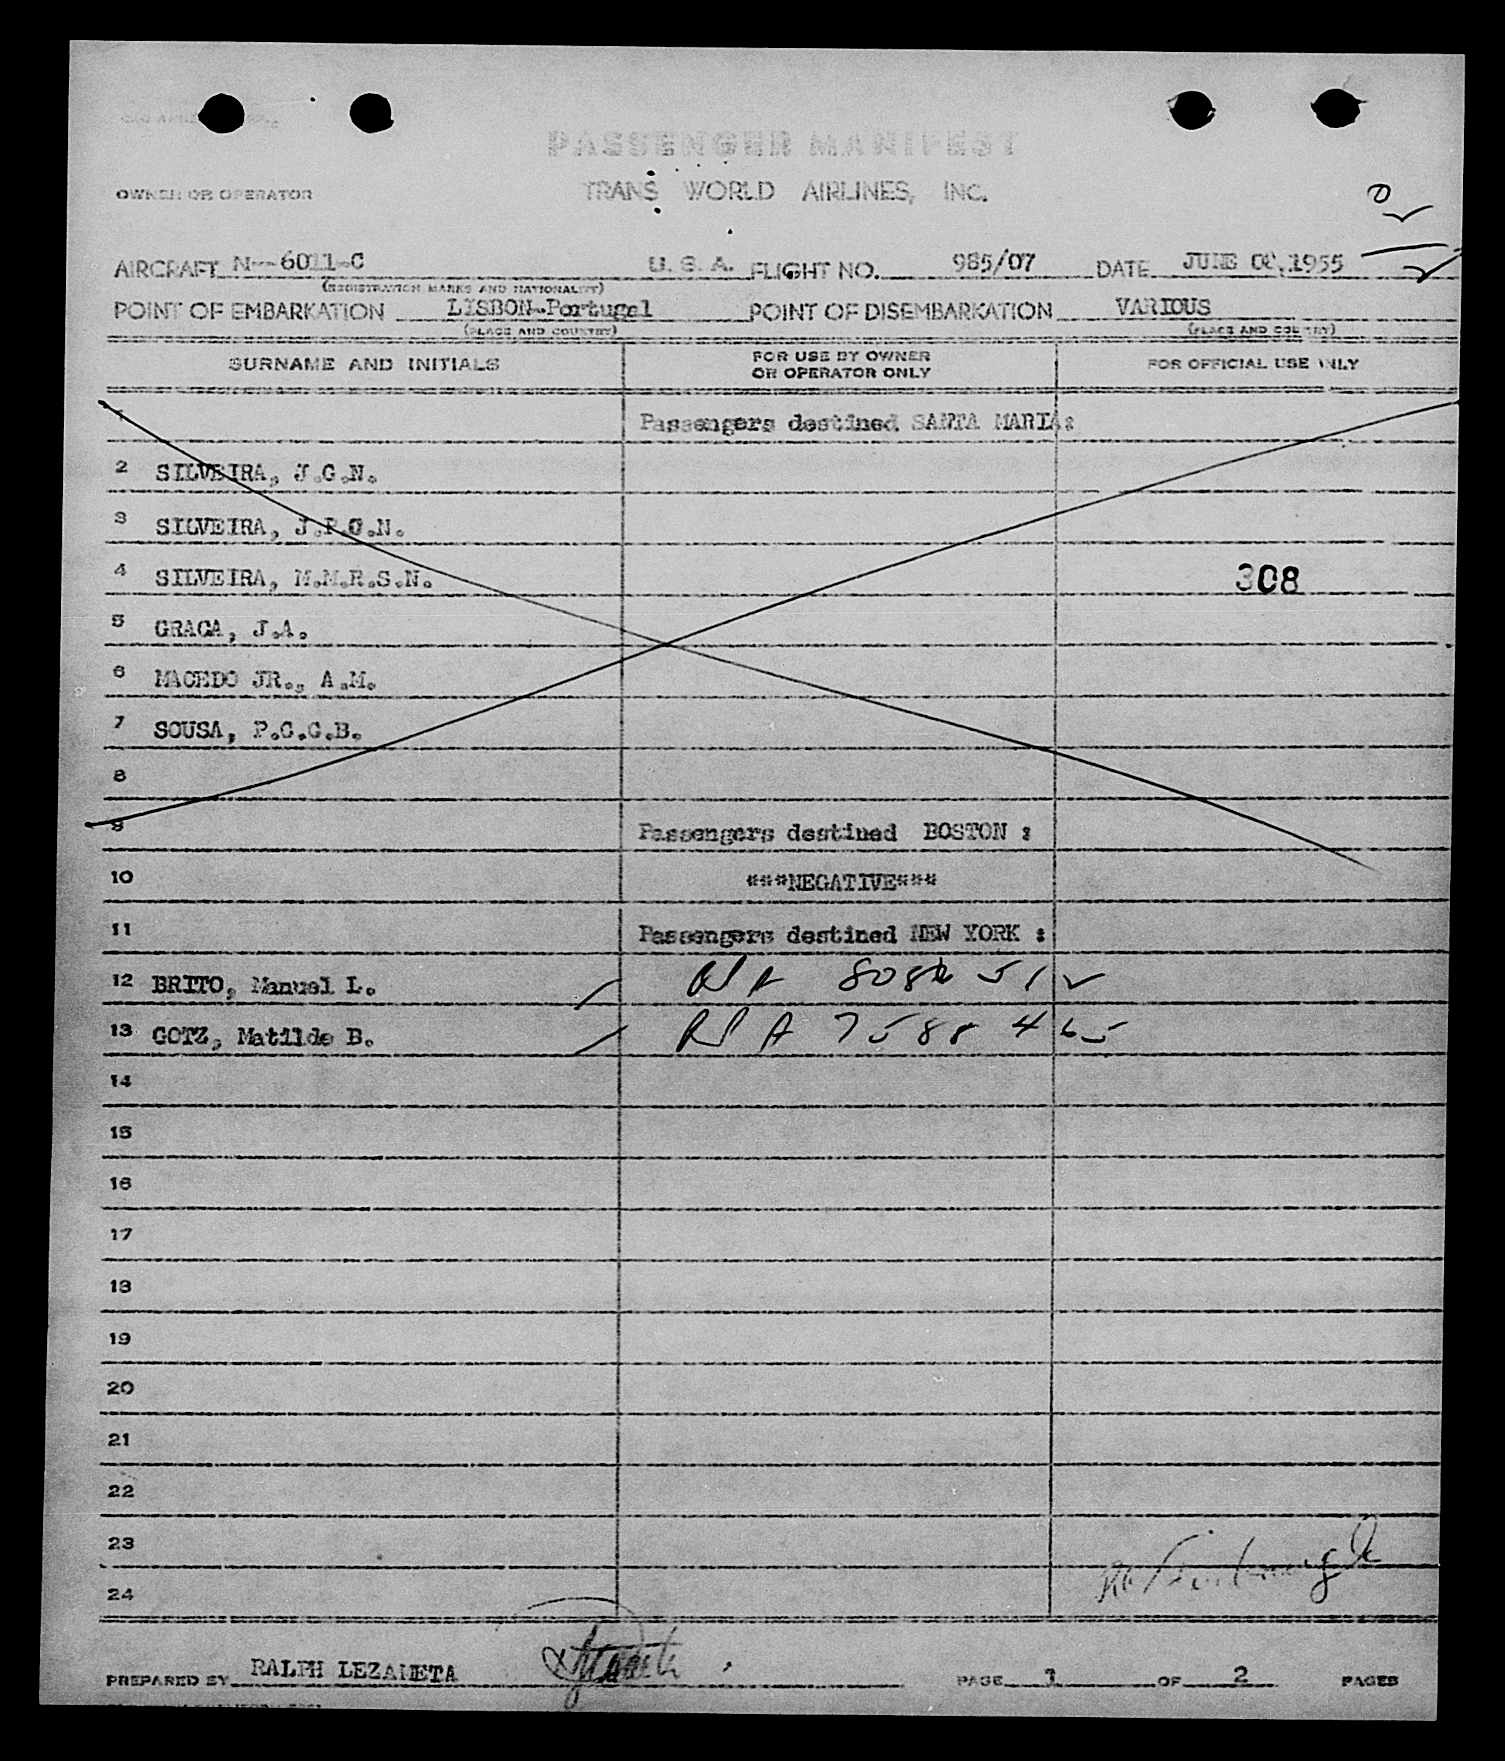 PASSENGER MANIFEST
OWNER OR OPERATOR TRANS WORLD AIRLINES, INC.
AIRCRAFT N--6011-C U. S. A. FLIGHT NO. 985/07 DATE JUNE 1955
(REGISTRATION MARKS AND NATIONALITY)
POINT OF EMBARKATION LISBON-Portugal POINT OF DISEMBARKATION VARIOUS
(PLACE AND COUNTRY) (PLACE AND COUNTRY)
SURNAME AND INITIALS FOR USE BY OWNER OR OPERATOR ONLY FOR OFFICIAL USE ONLY
1 Passengers destined SANTA MARIA:
2 SILVEIRA, J.G.N.
3 SILVEIRA, J.P.G.N.
4 SILVEIRA, M.M.R.S.N. 308
5 GRACA, J.A.
6 MACEDO JR., A.M.
7 SOUSA, P.C.G.B.
8
9 Passengers destined BOSTON :
10 ***NEGATIVE***
11 Passengers destined NEW YORK :
12 BRITO, Manuel L.
13 GOTZ, Matilde B. 7588 465
14
15
16
17
18
19
20
21
22
23
24
PREPARED BY RALPH LEZAMETA PAGE 1 OF 2 PAGES